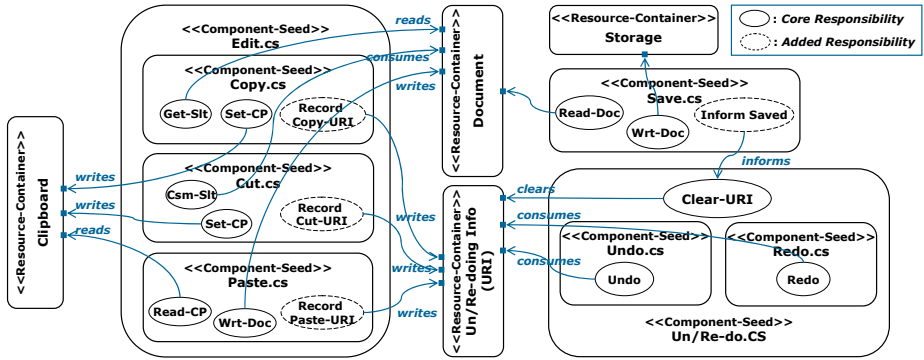 <<Resource-Container>>
Clipboard
<<Component-Seed>>
Edit.cs
<<Component-Seed>>
Copy.cs
Get-Slt
Set-CP
Record
Copy-URI
<<Component-Seed>>
Cut.cs
Csm-Slt
Set-CP
Record
Cut-URI
<<Component-Seed>>
Paste.cs
Read-CP
Wrt-Doc
Record
Paste-URI
writes
writes
reads
reads
consumes
writes
writes
writes
writes
<<Resource-Container>>
Document
<<Resource-Container>>
Un/Re-doing Info
(URI)
<<Resource-Container>>
Storage
: Core Responsibility
: Added Responsibility
<<Component-Seed>>
Save.cs
Read-Doc
Wrt-Doc
Inform Saved
informs
clears
consumes
consumes
Clear-URI
<<Component-Seed>>
Undo.cs
Undo
<<Component-Seed>>
Redo.cs
Redo
<<Component-Seed>>
Un/Re-do.CS